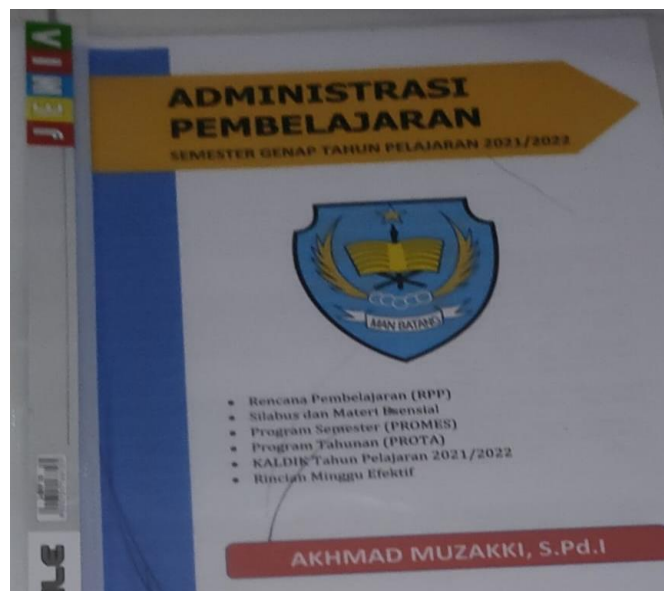 ADMINISTRASI
PEMBELAJARAN
SEMESTER GENAP TAHUN PELAJARAN 2021/2022
MAN BATANG
• Rencana Pembelajaran (RPP)
• Silabus dan Materi Esensial
• Program Semester (PROMES)
• Program Tahunan (PROTA)
• KALDIK Tahun Pelajaran 2021/2022
• Rincian Minggu Efektif
AKHMAD MUZAKKI, S.Pd.I